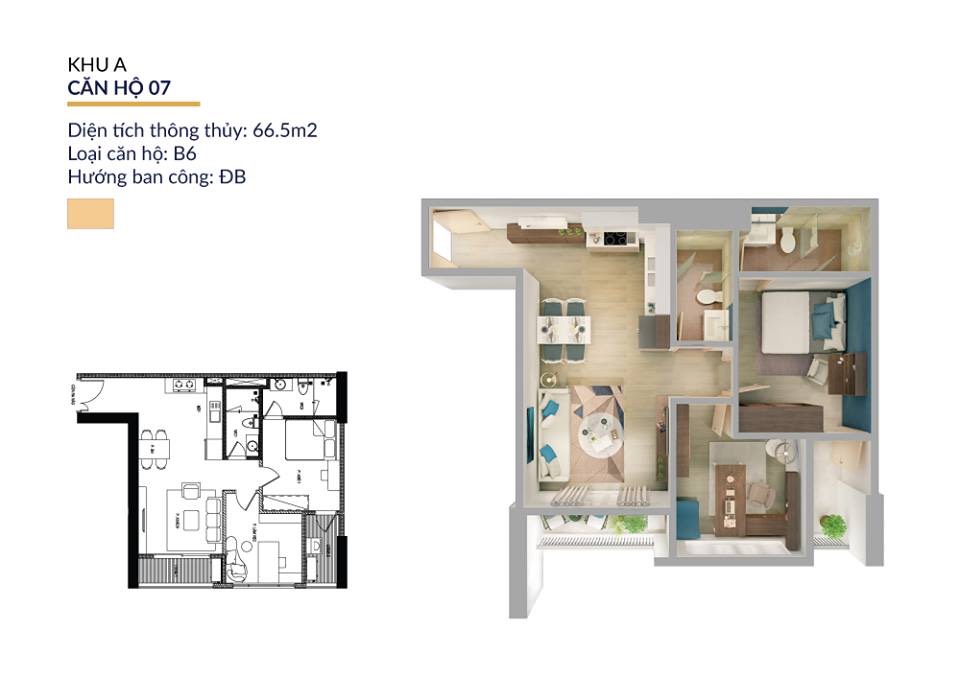 KHU A
CĂN HỘ 07
Diện tích thông thủy: 66.5m2
Loại căn hộ: B6
Hướng ban công: ĐB